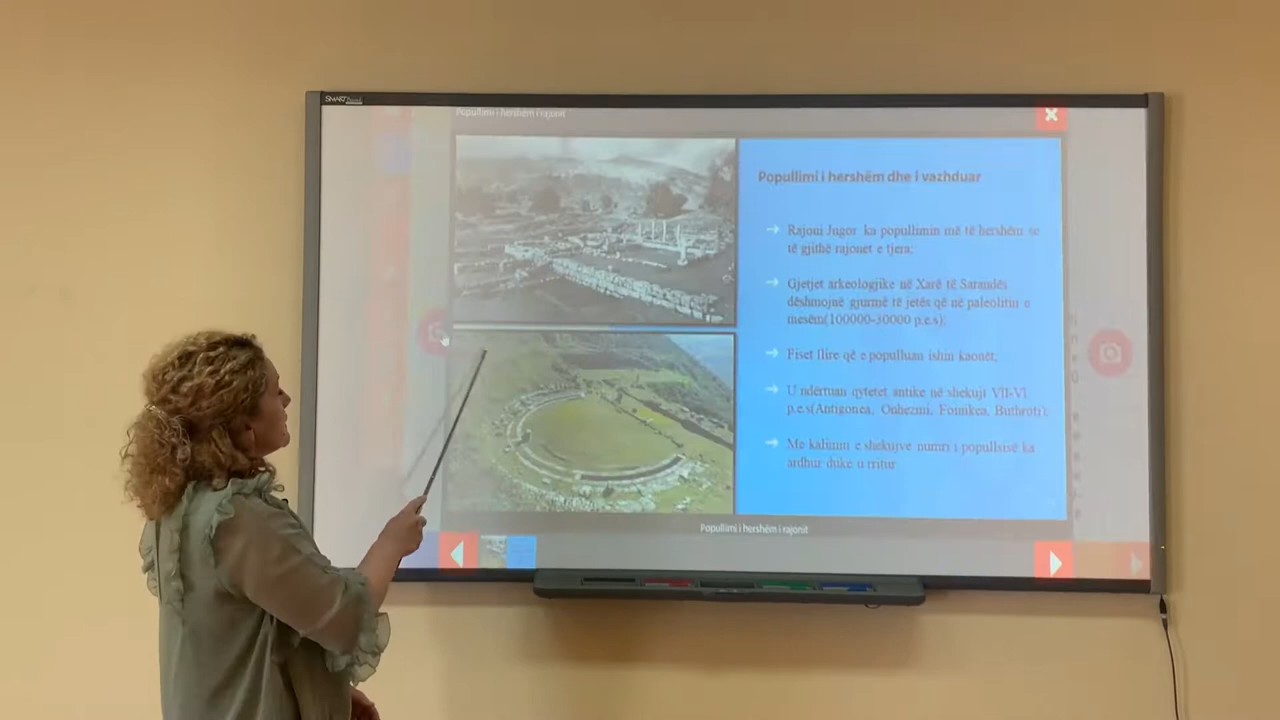 SMART
Popullimi i hershëm i rajonit
Popullimi i hershëm dhe i vazhduar
Rajoni Jugor ka popullimin më të hershëm se
të gjithë rajonet e tjera;
Gjetjet arkeologjike në Xarë të Sarandës
dëshmojnë gjurmë të jetës që në paleolitin e
mesëm(100000-30000 p.e.s);
Fiset Ilire që e populluan ishin kaonët;
U ndërtuan qytetet antike në shekujt VII-VI
p.e.s(Antigonea, Onhezmi, Foinikea, Buthroti);
Me kalimin e shekujve numri i popullsisë ka
ardhur duke u rritur
Popullimi i hershëm i rajonit